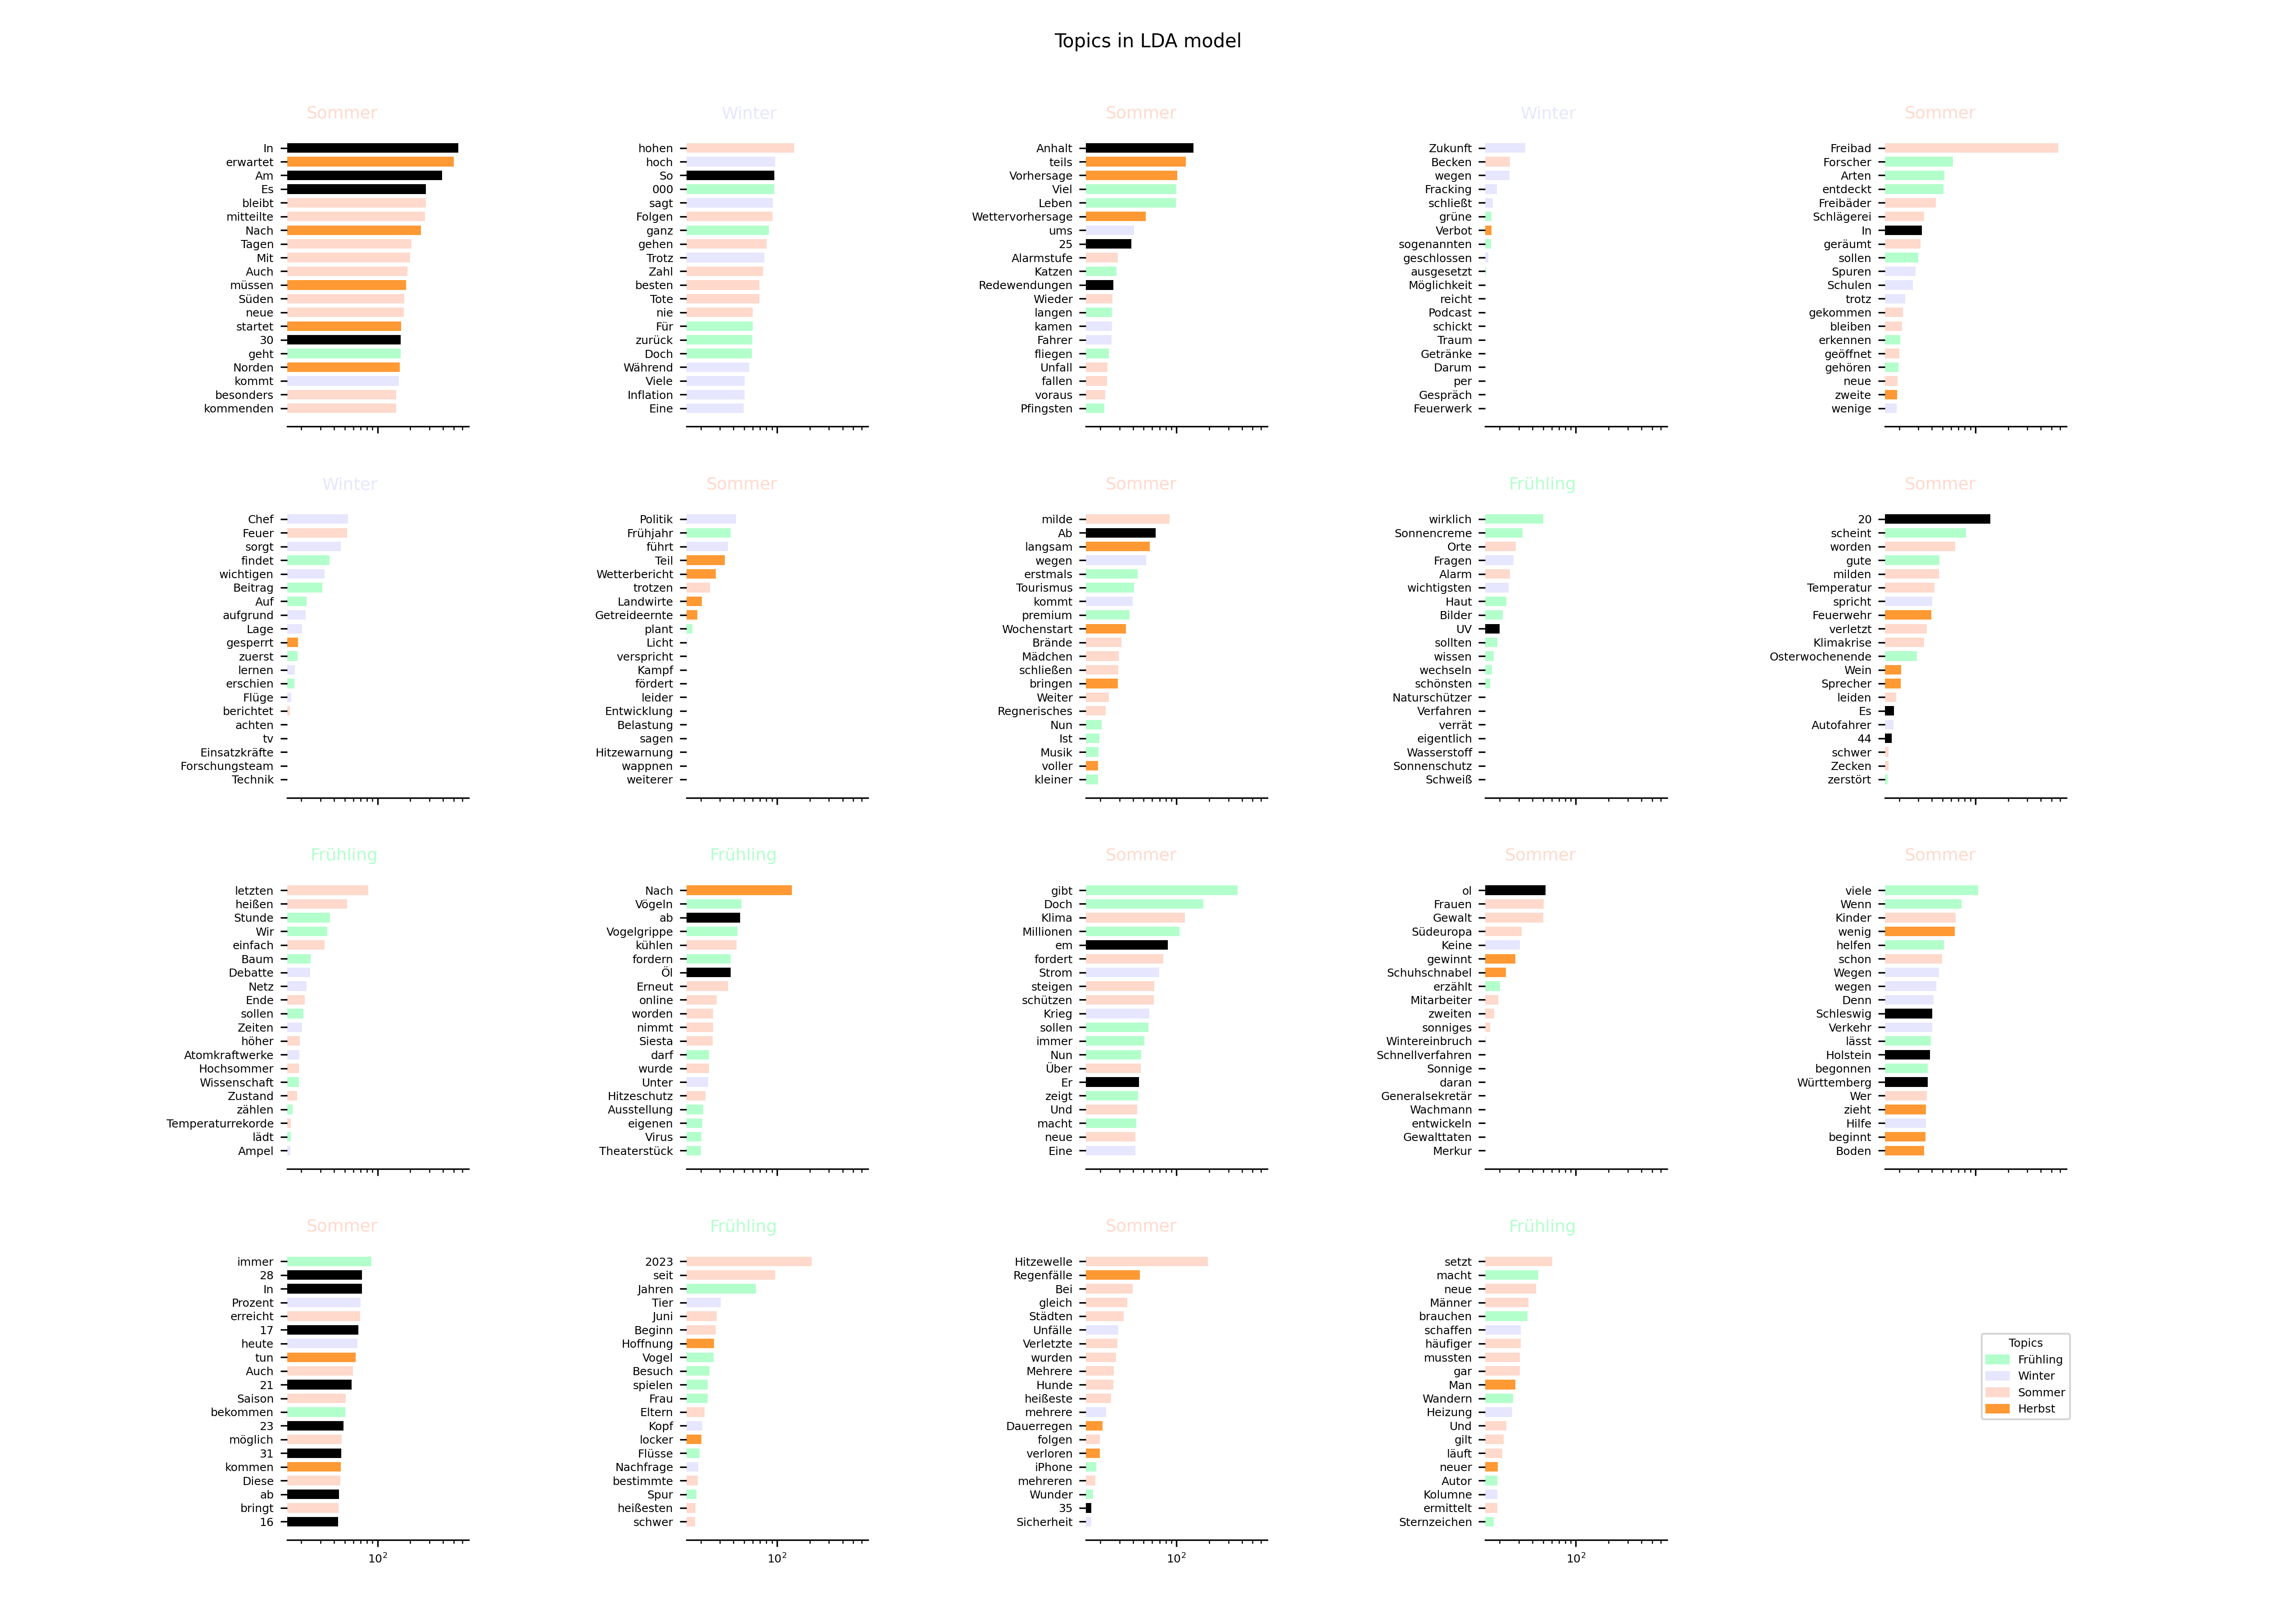 Topics in LDA model
Sommer
In
erwartet
Am
Es
bleibt
mitteilte
Nach
Tagen
Mit
Auch
müssen
Süden
neue
startet
30
geht
Norden
kommt
besonders
kommenden
Winter
hohen
hoch
So
000
sagt
Folgen
ganz
gehen
Trotz
Zahl
besten
Tote
nie
Für
zurück
Doch
Während
Viele
Inflation
Eine
Sommer
Anhalt
teils
Vorhersage
Viel
Leben
Wettervorhersage
ums
25
Alarmstufe
Katzen
Redewendungen
Wieder
langen
kamen
Fahrer
fliegen
Unfall
fallen
voraus
Pfingsten
Winter
Zukunft
Becken
wegen
Fracking
schließt
grüne
Verbot
sogenannten
geschlossen
ausgesetzt
Möglichkeit
reicht
Podcast
schickt
Traum
Getränke
Darum
per
Gespräch
Feuerwerk
Sommer
Freibad
Forscher
Arten
entdeckt
Freibäder
Schlägerei
In
geräumt
sollen
Spuren
Schulen
trotz
gekommen
bleiben
erkennen
geöffnet
gehören
neue
zweite
wenige
Winter
Chef
Feuer
sorgt
findet
wichtigen
Beitrag
Auf
aufgrund
Lage
gesperrt
zuerst
lernen
erschien
Flüge
berichtet
achten
tv
Einsatzkräfte
Forschungsteam
Technik
Sommer
Politik
Frühjahr
führt
Teil
Wetterbericht
trotzen
Landwirte
Getreideernte
plant
Licht
verspricht
Kampf
fördert
leider
Entwicklung
Belastung
sagen
Hitzewarnung
wappnen
weiterer
Sommer
milde
Ab
langsam
wegen
erstmals
Tourismus
kommt
premium
Wochenstart
Brände
Mädchen
schließen
bringen
Weiter
Regnerisches
Nun
Ist
Musik
voller
kleiner
Frühling
wirklich
Sonnencreme
Orte
Fragen
Alarm
wichtigsten
Haut
Bilder
UV
sollten
wissen
wechseln
schönsten
Naturschützer
Verfahren
verrät
eigentlich
Wasserstoff
Sonnenschutz
Schweiß
Sommer
20
scheint
worden
gute
milden
Temperatur
spricht
Feuerwehr
verletzt
Klimakrise
Osterwochenende
Wein
Sprecher
leiden
Es
Autofahrer
44
schwer
Zecken
zerstört
Frühling
letzten
heißen
Stunde
Wir
einfach
Baum
Debatte
Netz
Ende
sollen
Zeiten
höher
Atomkraftwerke
Hochsommer
Wissenschaft
Zustand
zählen
Temperaturrekorde
lädt
Ampel
Frühling
Nach
Vögeln
ab
Vogelgrippe
kühlen
fordern
Öl
Erneut
online
worden
nimmt
Siesta
darf
wurde
Unter
Hitzeschutz
Ausstellung
eigenen
Virus
Theaterstück
Sommer
gibt
Doch
Klima
Millionen
em
fordert
Strom
steigen
schützen
Krieg
sollen
immer
Nun
Über
Er
zeigt
Und
macht
neue
Eine
Sommer
ol
Frauen
Gewalt
Südeuropa
Keine
gewinnt
Schuhschnabel
erzählt
Mitarbeiter
zweiten
sonniges
Wintereinbruch
Schnellverfahren
Sonnige
daran
Generalsekretär
Wachmann
entwickeln
Gewalttaten
Merkur
Sommer
viele
Wenn
Kinder
wenig
helfen
schon
Wegen
wegen
Denn
Schleswig
Verkehr
lässt
Holstein
begonnen
Württemberg
Wer
zieht
Hilfe
beginnt
Boden
Sommer
immer
28
In
Prozent
erreicht
17
heute
tun
Auch
21
Saison
bekommen
23
möglich
31
kommen
Diese
ab
bringt
16
10²
Frühling
2023
seit
Jahren
Tier
Juni
Beginn
Hoffnung
Vogel
Besuch
spielen
Frau
Eltern
Kopf
locker
Flüsse
Nachfrage
bestimmte
Spur
heißesten
schwer
10²
Sommer
Hitzewelle
Regenfälle
Bei
gleich
Städten
Unfälle
Verletzte
wurden
Mehrere
Hunde
heißeste
mehrere
Dauerregen
folgen
verloren
iPhone
mehreren
Wunder
35
Sicherheit
10²
Frühling
setzt
macht
neue
Männer
brauchen
schaffen
häufiger
mussten
gar
Man
Wandern
Heizung
Und
gilt
läuft
neuer
Autor
Kolumne
ermittelt
Sternzeichen
10²
Topics
Frühling
Winter
Sommer
Herbst